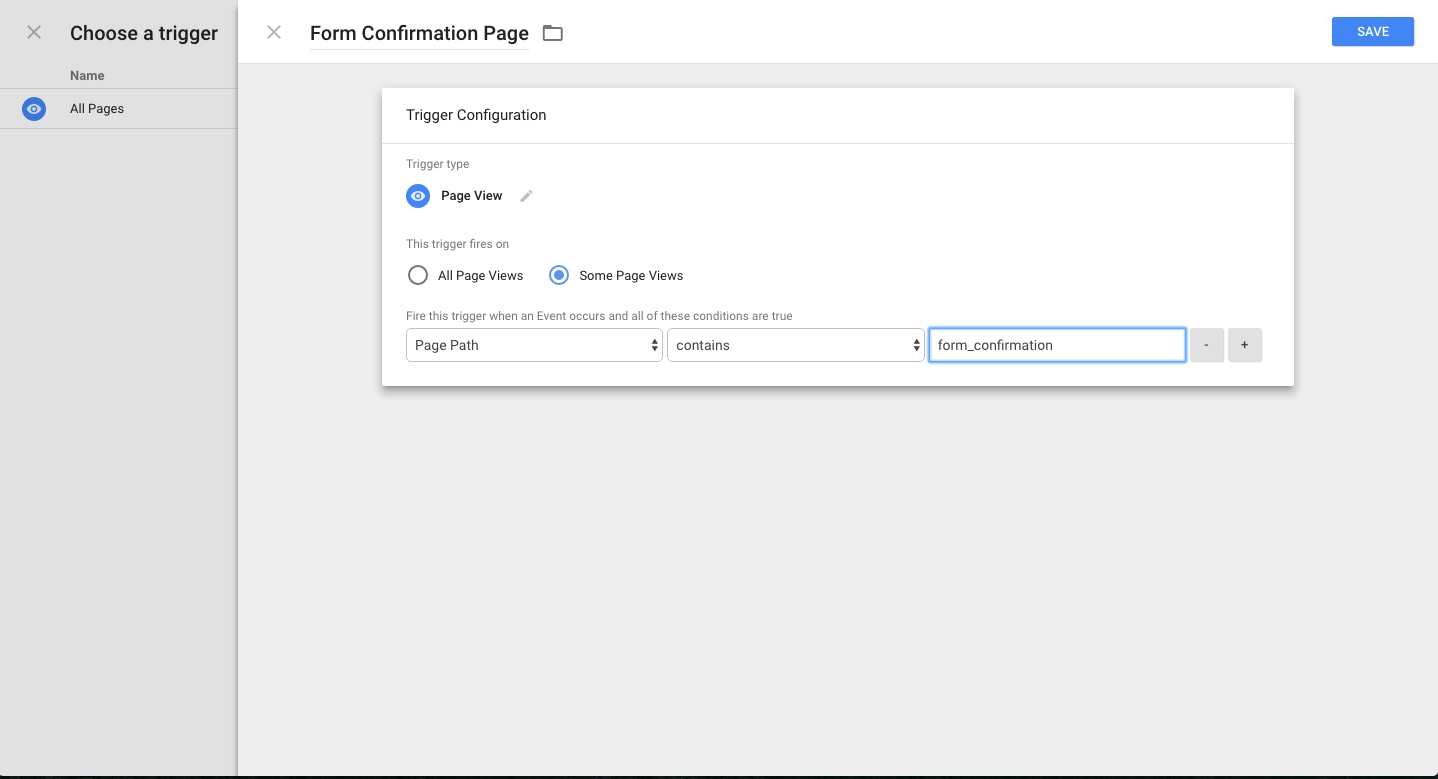 Choose a trigger
Name
All Pages
Form Confirmation Page
SAVE
Trigger Configuration
Trigger type
Page View
This trigger fires on
All Page Views Some Page Views
Fire this trigger when an Event occurs and all of these conditions are true
Page Path contains form_confirmation - +